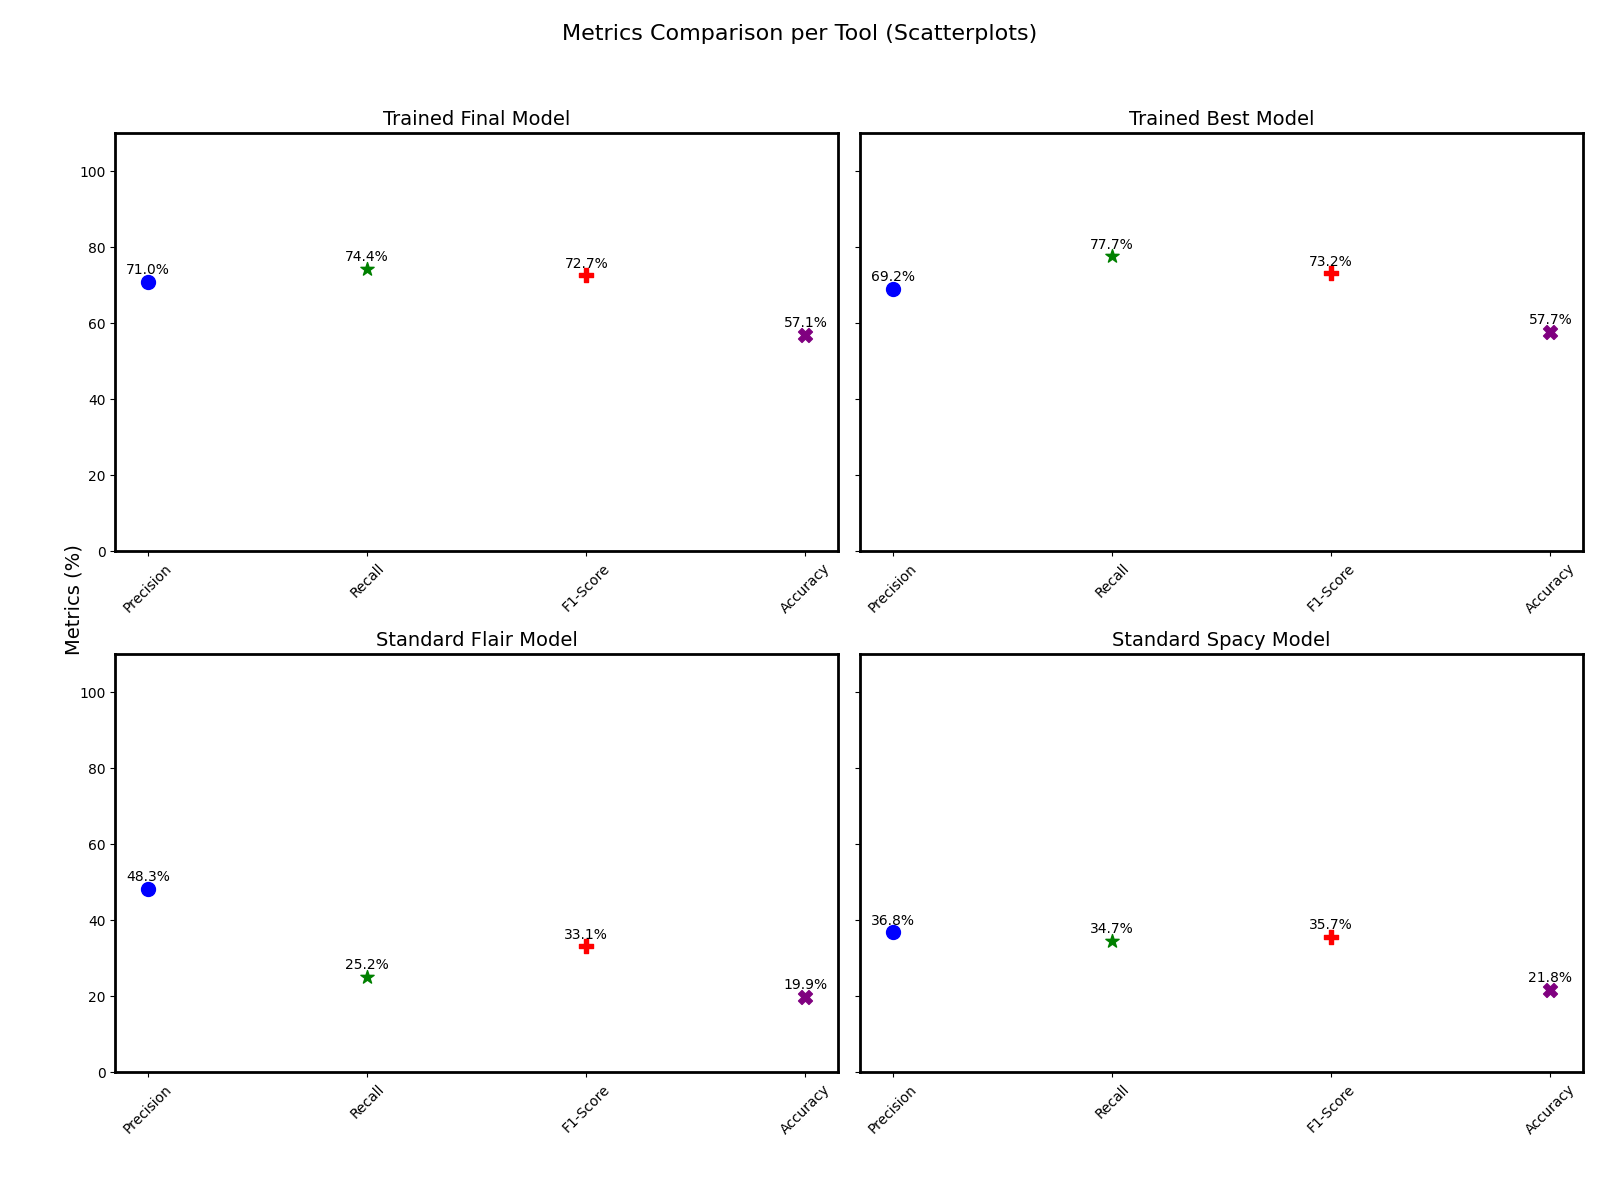 Metrics Comparison per Tool (Scatterplots)
Trained Final Model
100
80
60
40
20
0
71.0%
74.4%
72.7%
57.1%
Precision
Recall
F1-Score
Accuracy
Trained Best Model
69.2%
77.7%
73.2%
57.7%
Precision
Recall
F1-Score
Accuracy
Metrics (%)
Standard Flair Model
100
80
60
40
20
0
48.3%
25.2%
33.1%
19.9%
Precision
Recall
F1-Score
Accuracy
Standard Spacy Model
36.8%
34.7%
35.7%
21.8%
Precision
Recall
F1-Score
Accuracy